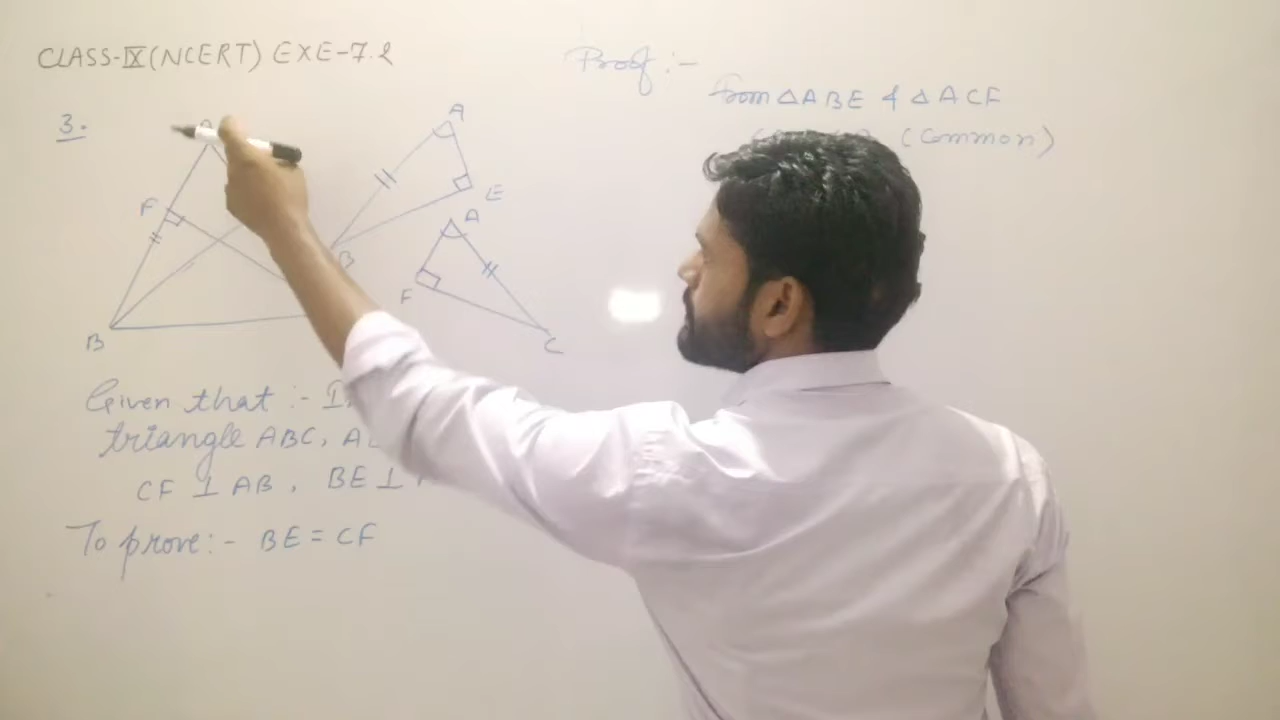 CLASS-IX (NCERT) EXE-7.2
3.
F
B
A
E
B
A
F
C
Given that :-
triangle ABC,
CF ⊥ AB, BE ⊥
To prove :- BE = CF
Proof :-
From △ABE & △ACF
(Common)